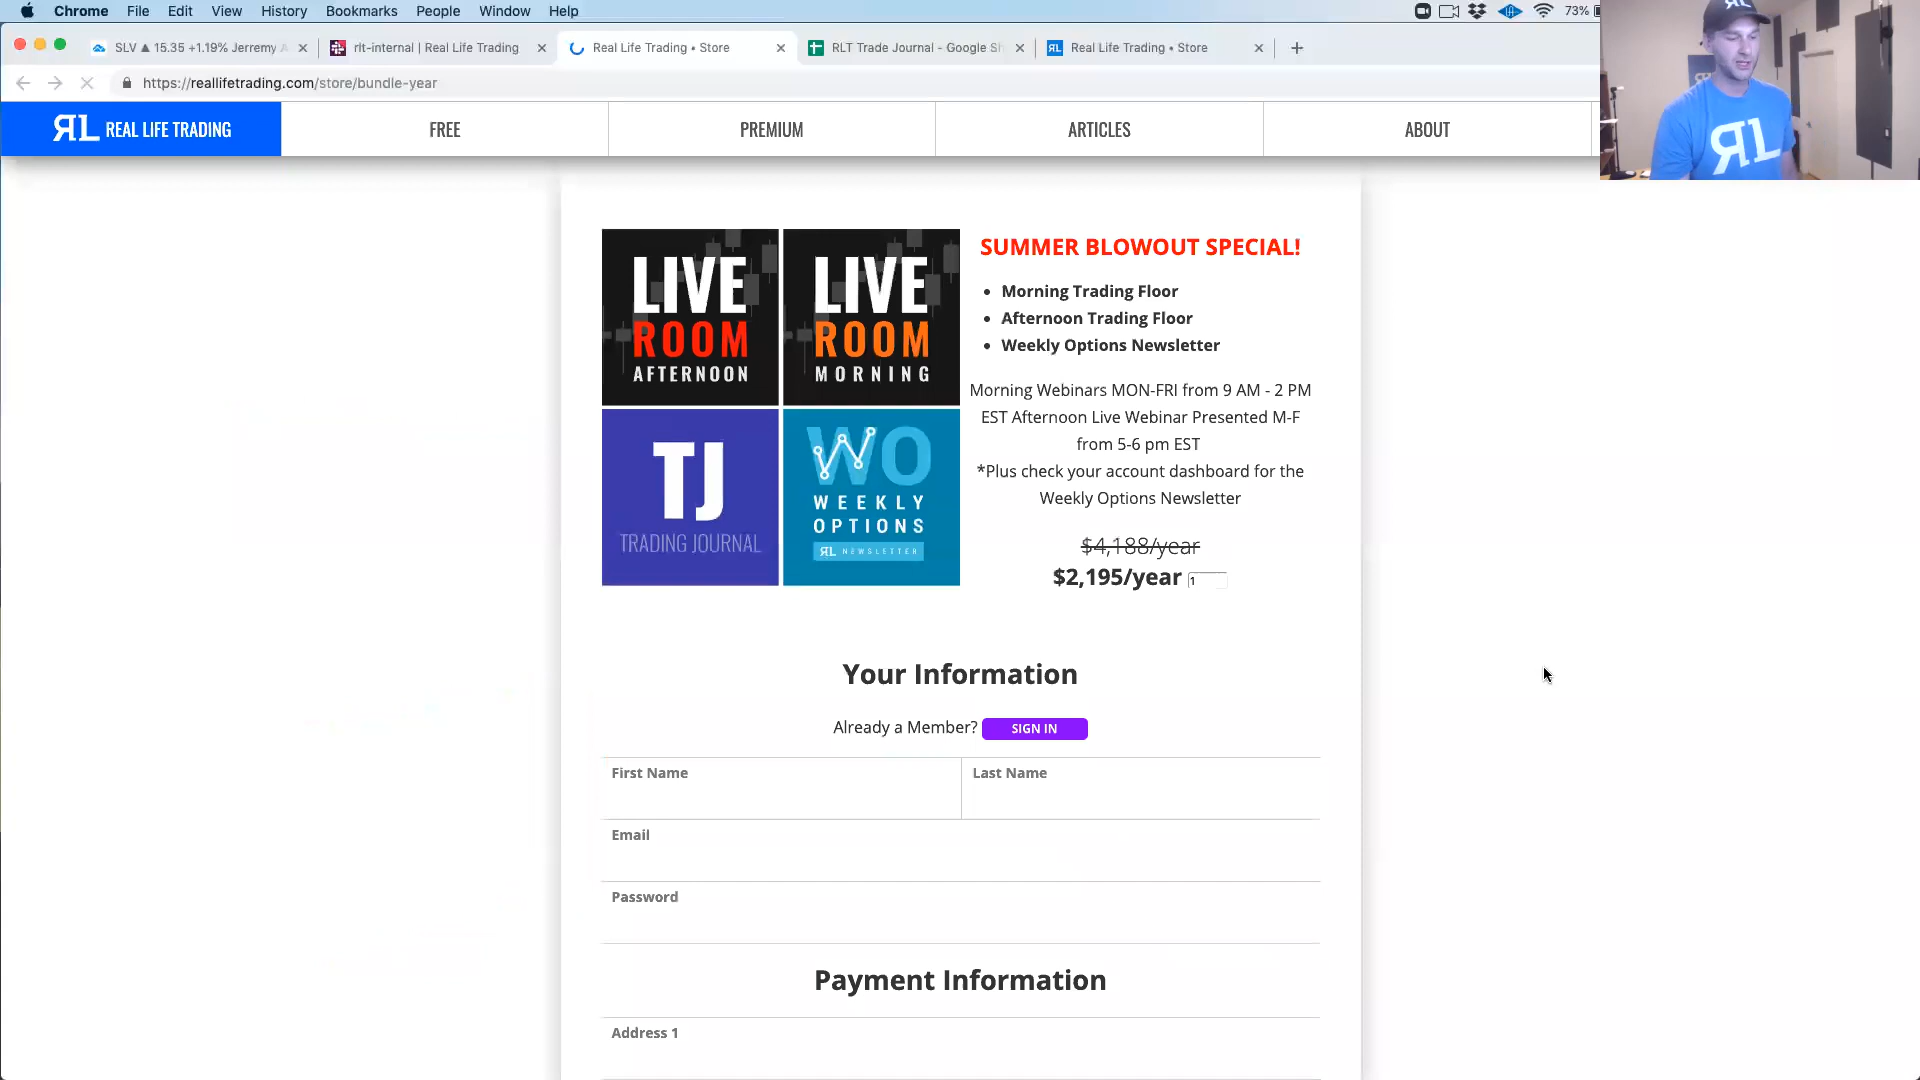 Chrome File Edit View History Bookmarks People Window Help 73%
SLV ▲ 15.35 +1.19% Jerremy
rlt-internal | Real Life Trading
Real Life Trading • Store
RLT Trade Journal - Google Sh
Real Life Trading • Store
https://reallifetrading.com/store/bundle-year
RL REAL LIFE TRADING
FREE
PREMIUM
ARTICLES
ABOUT
RL
RL
LIVE
ROOM
AFTERNOON
LIVE
ROOM
MORNING
TJ
TRADING JOURNAL
WO
WEEKLY
OPTIONS
RL NEWSLETTER
SUMMER BLOWOUT SPECIAL!
• Morning Trading Floor
• Afternoon Trading Floor
• Weekly Options Newsletter
Morning Webinars MON-FRI from 9 AM - 2 PM
EST Afternoon Live Webinar Presented M-F
from 5-6 pm EST
*Plus check your account dashboard for the
Weekly Options Newsletter
$4,188/year
$2,195/year 1
Your Information
Already a Member? SIGN IN
First Name
Last Name
Email
Password
Payment Information
Address 1